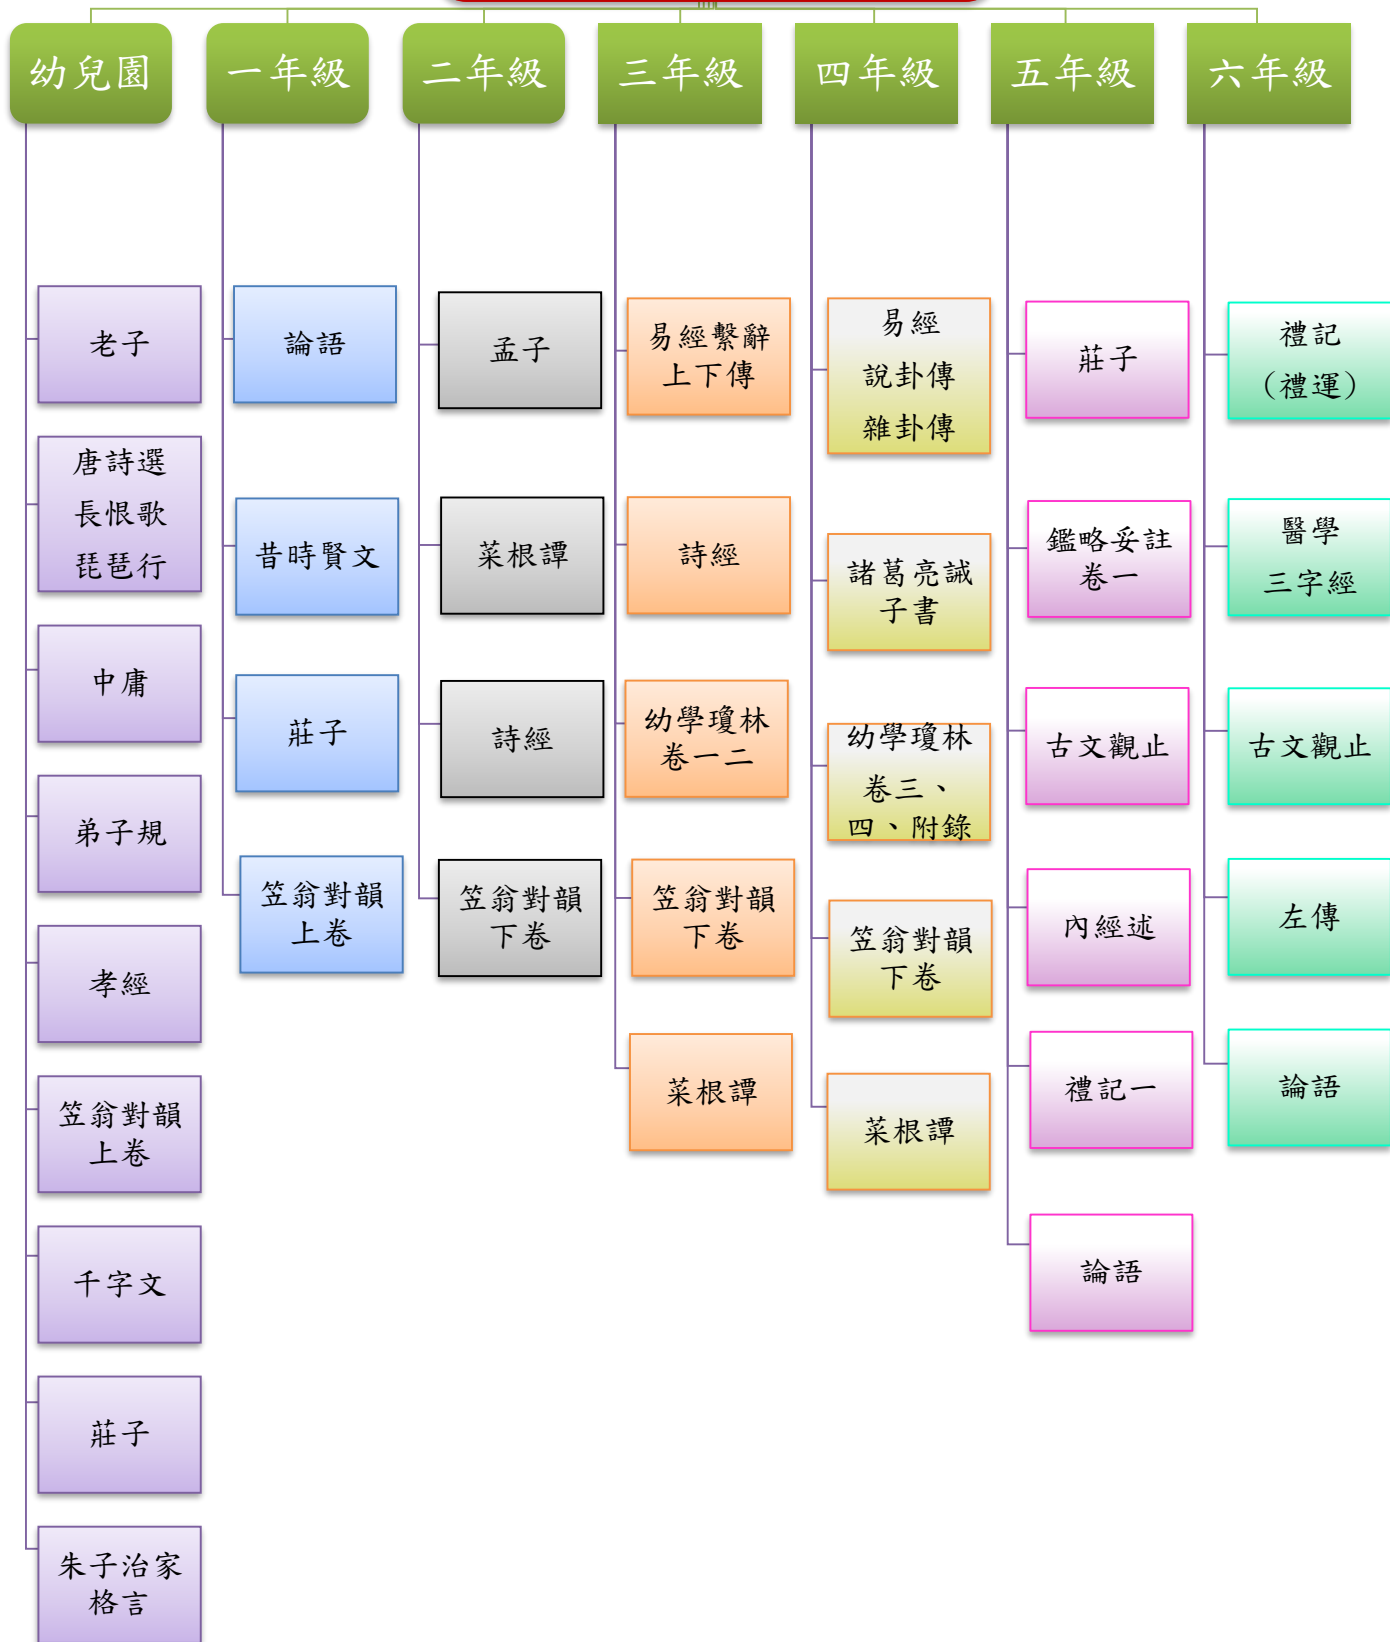 幼兒園
一年級
二年級
三年級
四年級
五年級
六年級
老子
唐詩選
長恨歌
琵琶行
中庸
弟子規
孝經
笠翁對韻
上卷
千字文
莊子
朱子治家
格言
論語
昔時賢文
莊子
笠翁對韻
上卷
孟子
菜根譚
詩經
笠翁對韻
下卷
易經繫辭
上下傳
詩經
幼學瓊林
卷一二
笠翁對韻
下卷
菜根譚
易經
說卦傳
雜卦傳
諸葛亮誡
子書
幼學瓊林
卷三、
四、附錄
笠翁對韻
下卷
菜根譚
莊子
鑑略妥註
卷一
古文觀止
內經述
禮記一
論語
禮記
（禮運）
醫學
三字經
古文觀止
左傳
論語